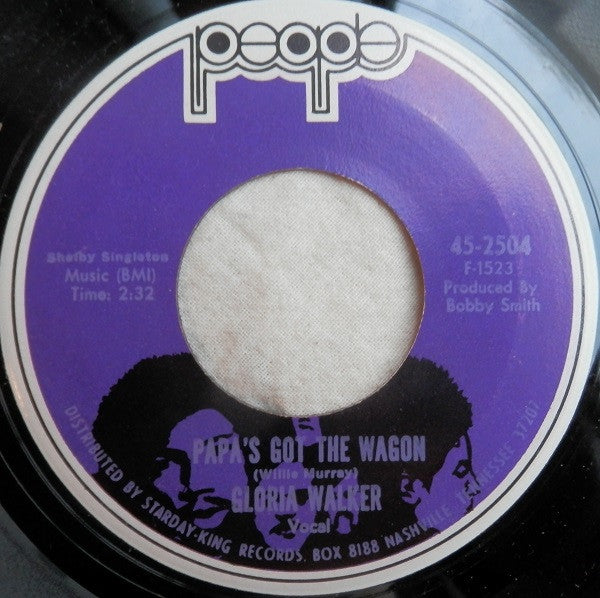 people
Shelby Singleton
Music (BMI)
Time: 2:32
45-2504
F-1523
Produced By
Bobby Smith
PAPA'S GOT THE WAGON
(Willie Murray)
GLORIA WALKER
Vocal
DISTRIBUTED BY STARDAY-KING RECORDS, BOX 8188 NASHVILLE, TENNESSEE 37207